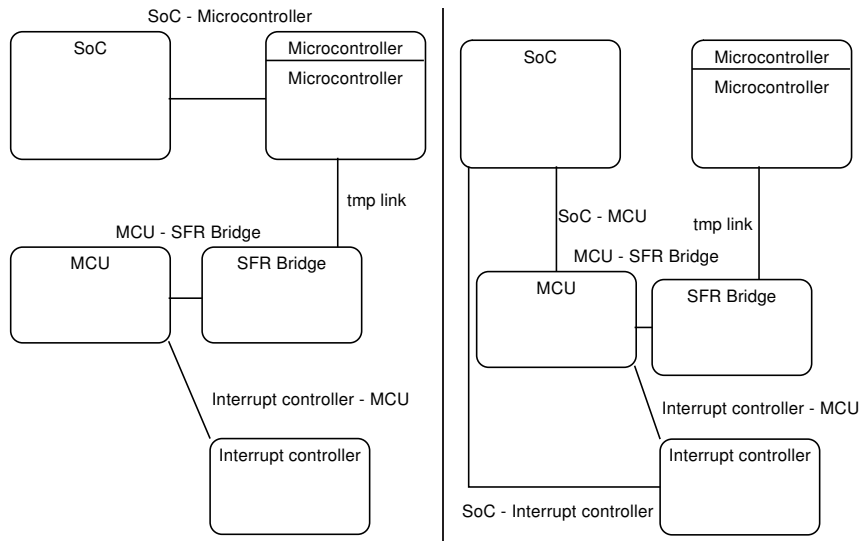 SoC - Microcontroller
SoC
Microcontroller
Microcontroller
tmp link
MCU - SFR Bridge
MCU
SFR Bridge
Interrupt controller - MCU
Interrupt controller
SoC
Microcontroller
Microcontroller
SoC - MCU
tmp link
MCU - SFR Bridge
MCU
SFR Bridge
Interrupt controller - MCU
Interrupt controller
SoC - Interrupt controller